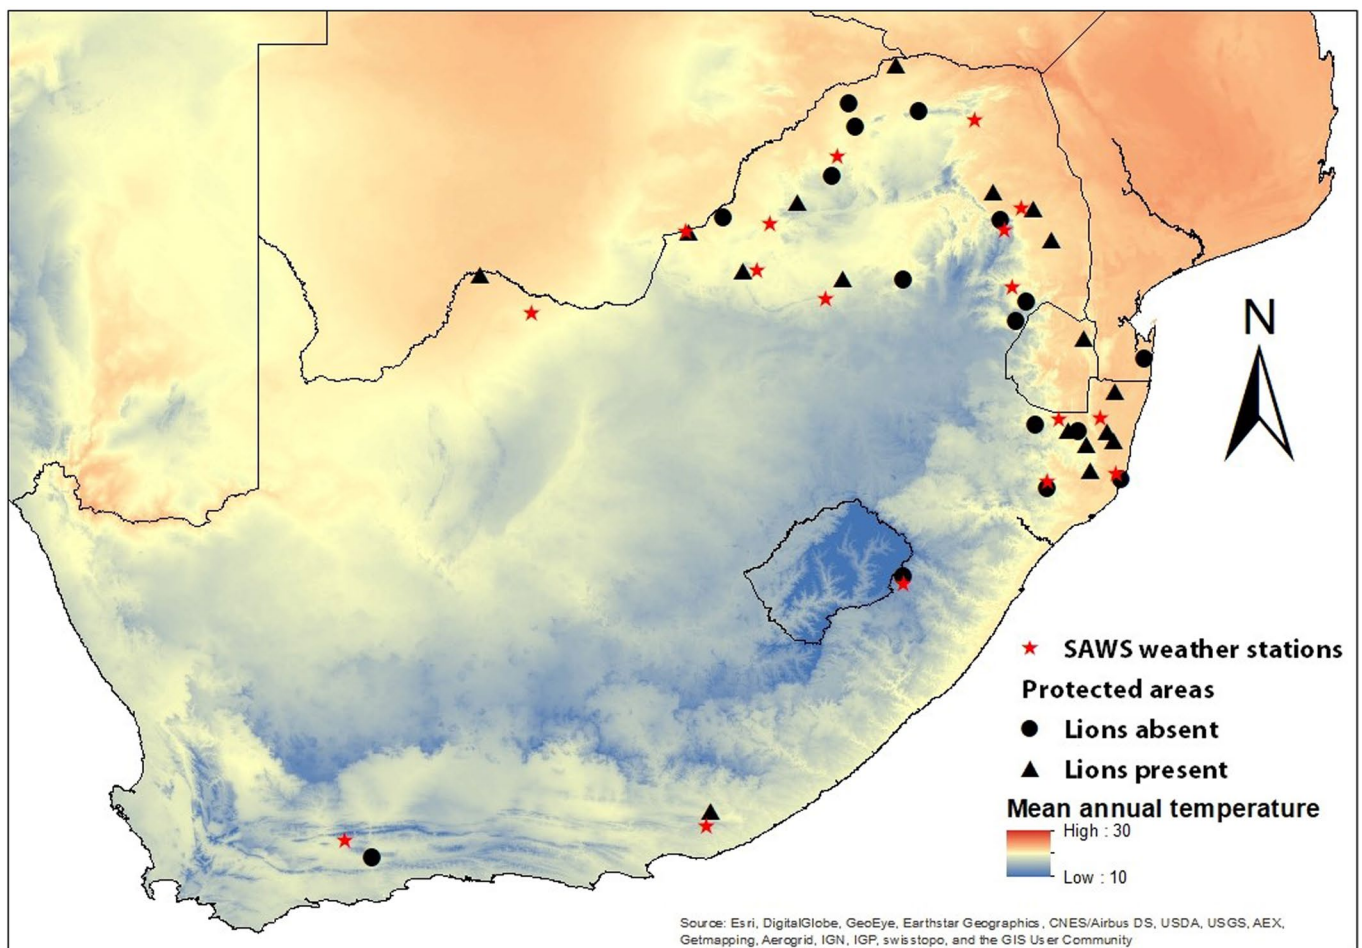 N
SAWS weather stations
Protected areas
Lions absent
Lions present
Mean annual temperature
High : 30
Low : 10
Source: Esri, DigitalGlobe, GeoEye, Earthstar Geographics, CNES/Airbus DS, USDA, USGS, AEX,
Getmapping, Aerogrid, IGN, IGP, swisstopo, and the GIS User Community